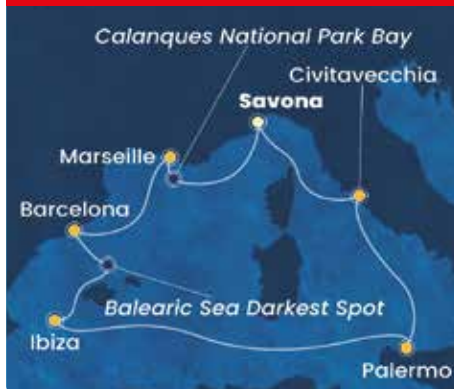 Calanques National Park Bay
Civitavecchia
Savona
Marseille
Barcelona
Balearic Sea Darkest Spot
Ibiza
Palermo